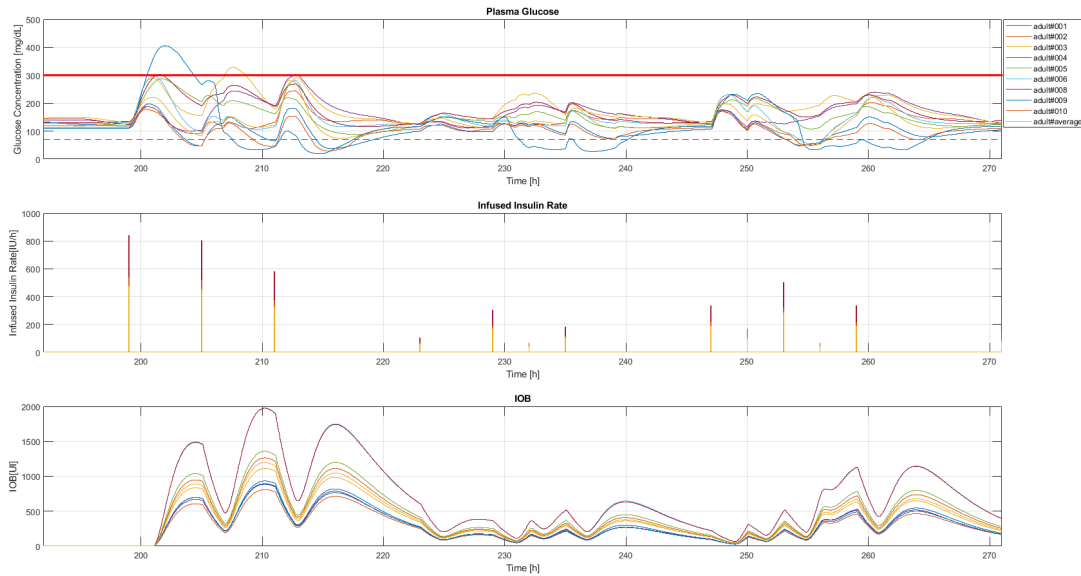 Plasma Glucose
Glucose Concentration [mg/dL]
500
400
300
200
100
0
200
210
220
230
240
250
260
270
Time [h]
adult#001
adult#002
adult#003
adult#004
adult#005
adult#006
adult#008
adult#009
adult#010
adult#average
Infused Insulin Rate
Infused Insulin Rate[IU/h]
1000
800
600
400
200
0
200
210
220
230
240
250
260
270
Time [h]
IOB
IOB[UI]
2000
1500
1000
500
0
200
210
220
230
240
250
260
270
Time [h]